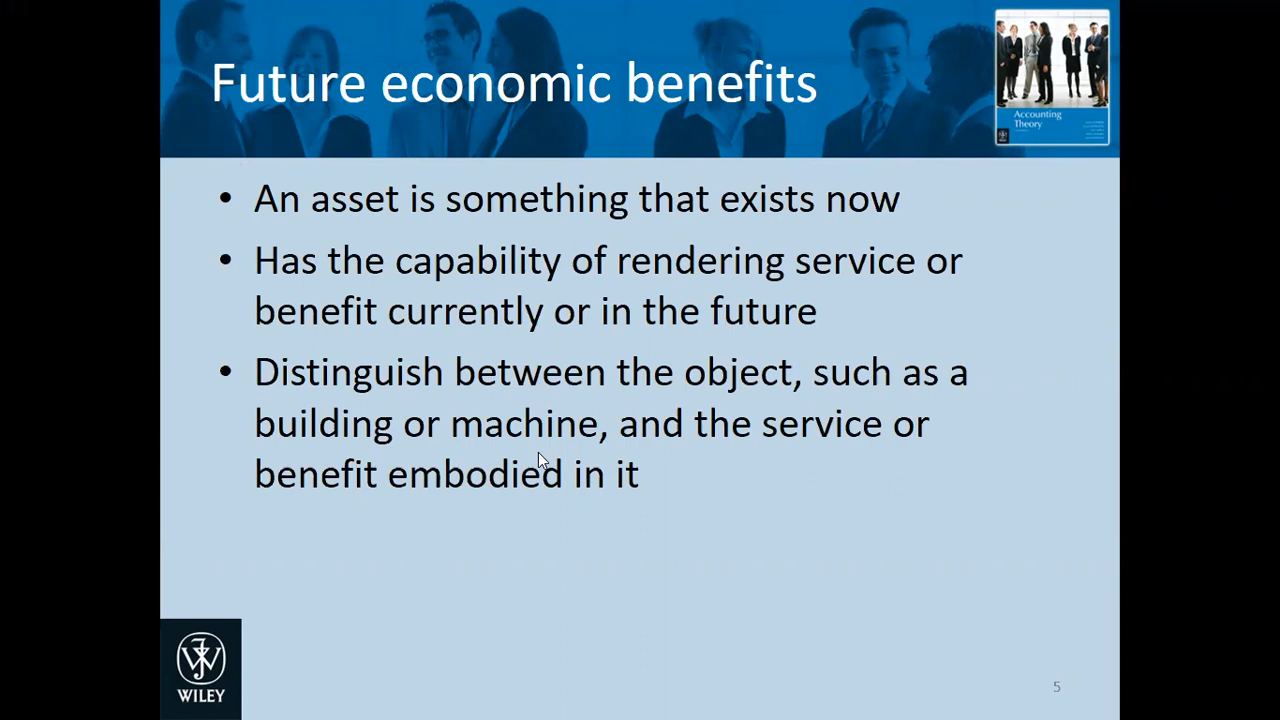 Future economic benefits
Accounting
Theory
• An asset is something that exists now
• Has the capability of rendering service or
benefit currently or in the future
• Distinguish between the object, such as a
building or machine, and the service or
benefit embodied in it
WILEY
5